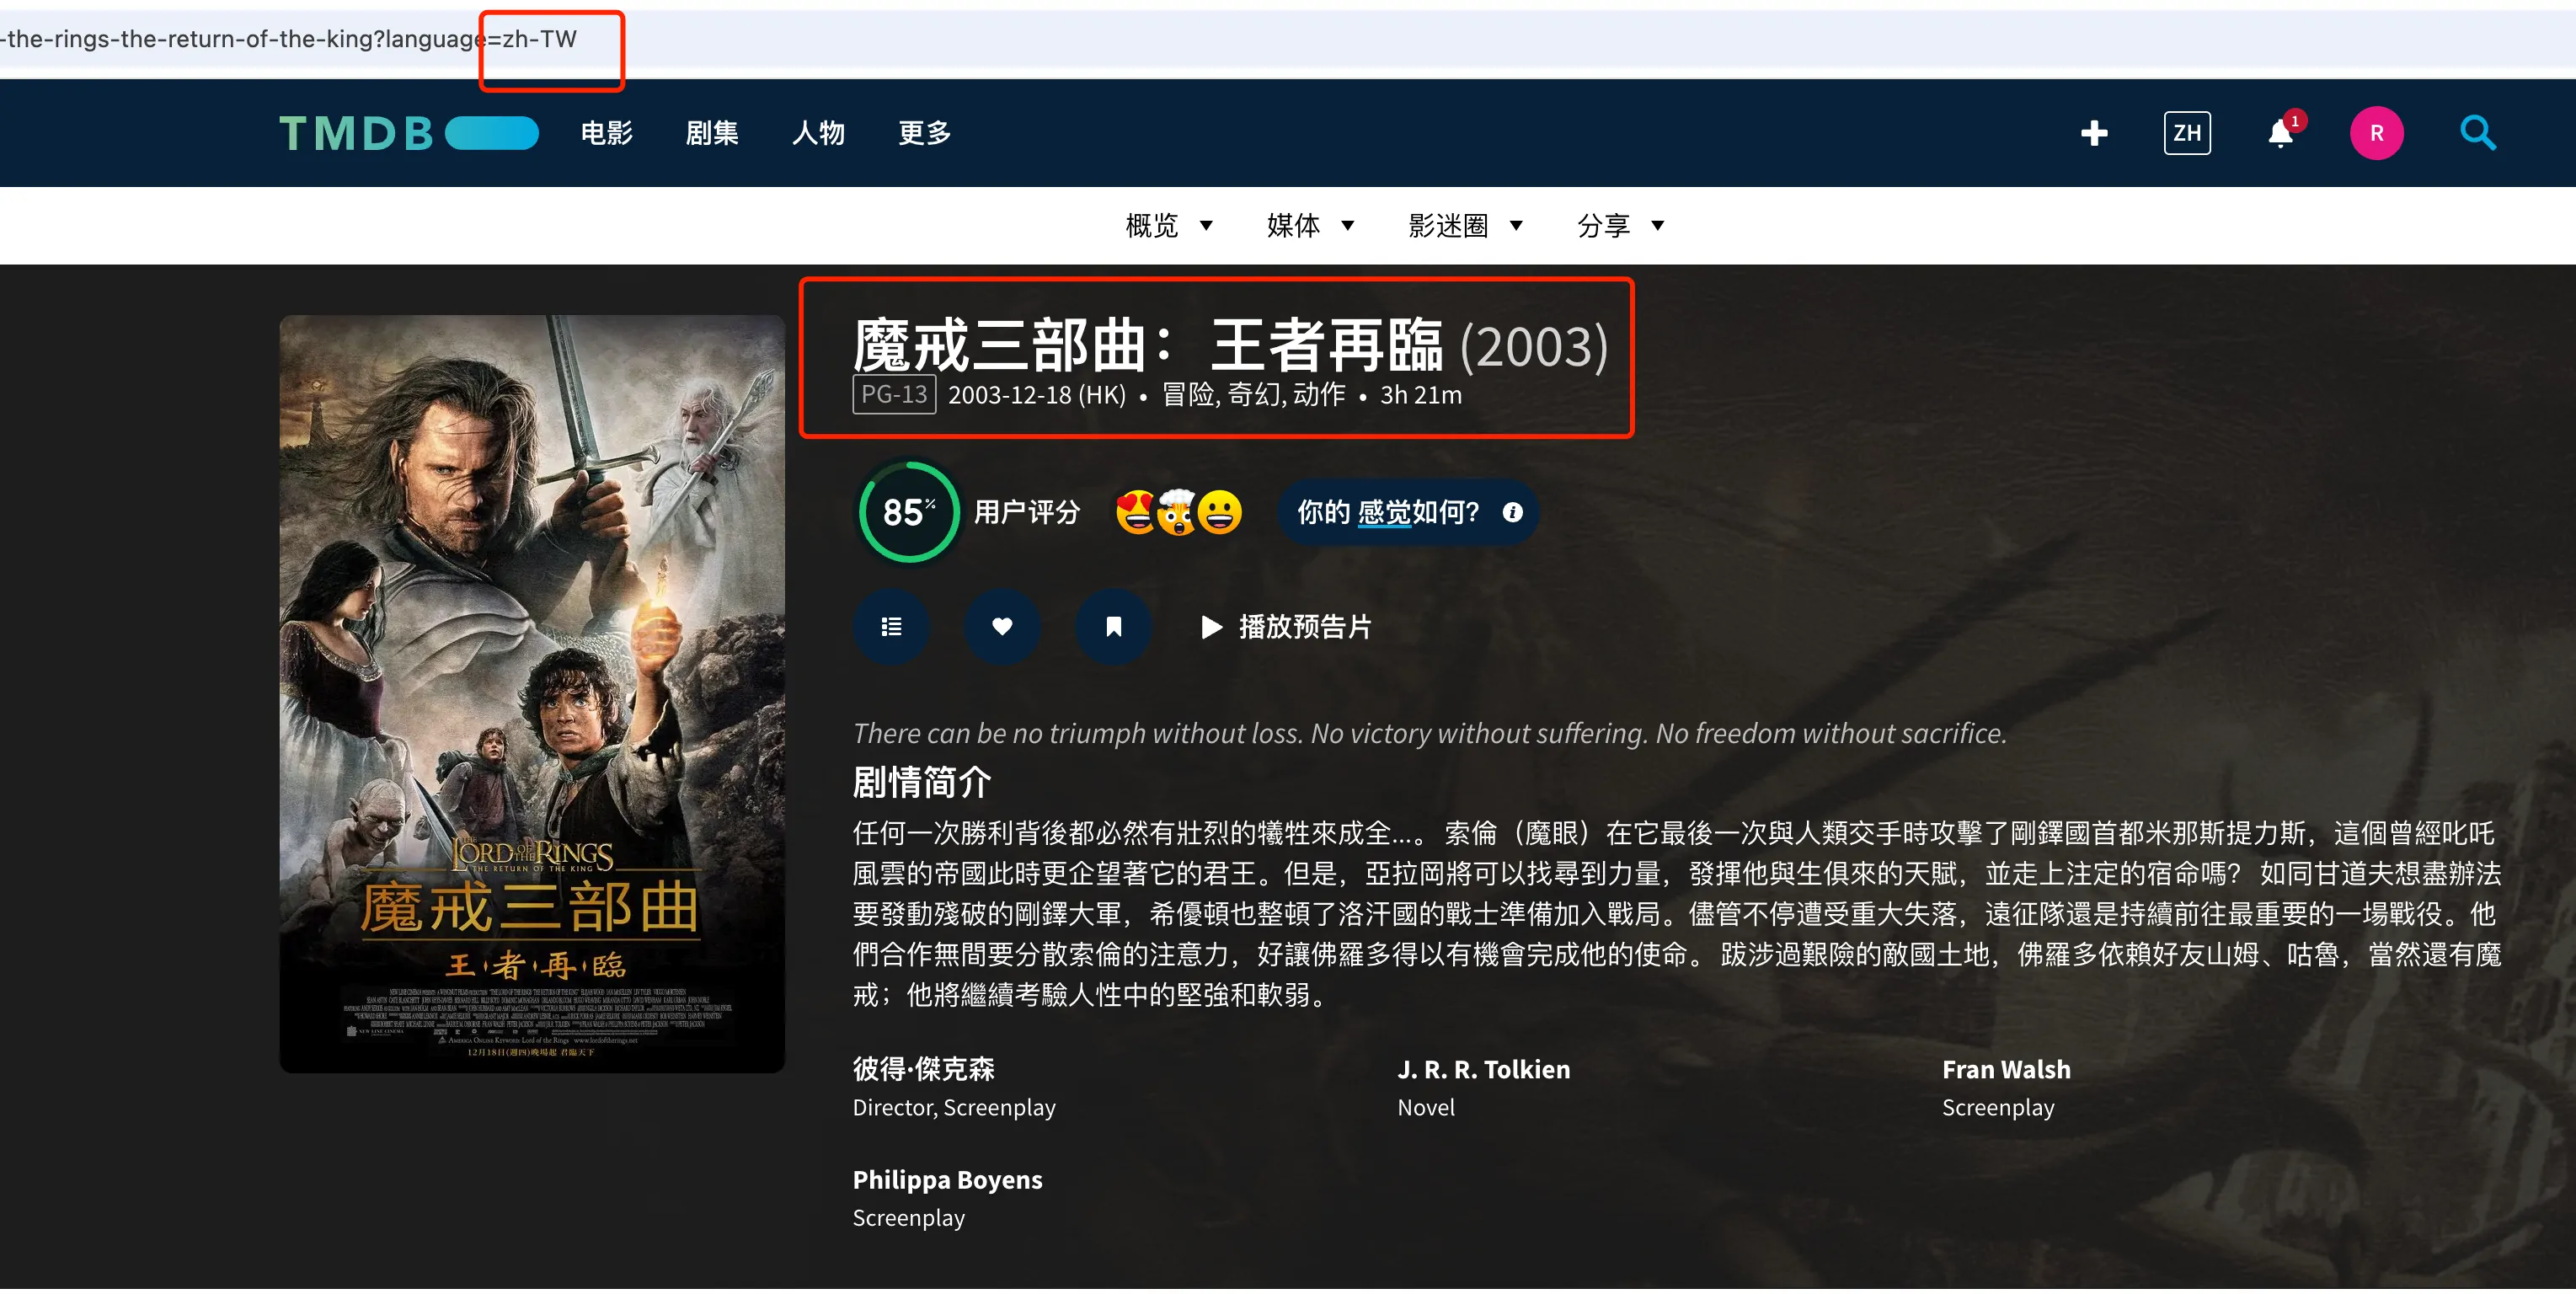 -the-rings-the-return-of-the-king?language=zh-TW
TMDB 电影 剧集 人物 更多 ZH 1 R
概览 媒体 影迷圈 分享
魔戒三部曲：王者再臨 (2003)
PG-13 2003-12-18 (HK) • 冒险, 奇幻, 动作 • 3h 21m
85% 用户评分 你的 感觉如何？
播放预告片
There can be no triumph without loss. No victory without suffering. No freedom without sacrifice.
剧情简介
任何一次勝利背後都必然有壯烈的犧牲來成全...。 索倫（魔眼）在它最後一次與人類交手時攻擊了剛鐸國首都米那斯提力斯，這個曾經叱吒
風雲的帝國此時更企望著它的君王。但是，亞拉岡將可以找尋到力量，發揮他與生俱來的天賦，並走上注定的宿命嗎？ 如同甘道夫想盡辦法
要發動殘破的剛鐸大軍，希優頓也整頓了洛汗國的戰士準備加入戰局。儘管不停遭受重大失落，遠征隊還是持續前往最重要的一場戰役。他
們合作無間要分散索倫的注意力，好讓佛羅多得以有機會完成他的使命。 跋涉過艱險的敵國土地，佛羅多依賴好友山姆、咕魯，當然還有魔
戒；他將繼續考驗人性中的堅強和軟弱。
彼得·傑克森 J. R. R. Tolkien Fran Walsh
Director, Screenplay Novel Screenplay
Philippa Boyens
Screenplay
THE LORD OF THE RINGS
THE RETURN OF THE KING
魔戒三部曲
王·者·再·臨
America Online Keyword: Lord of the Rings www.lordoftherings.net
12月18日(週四)晚場起 君臨天下